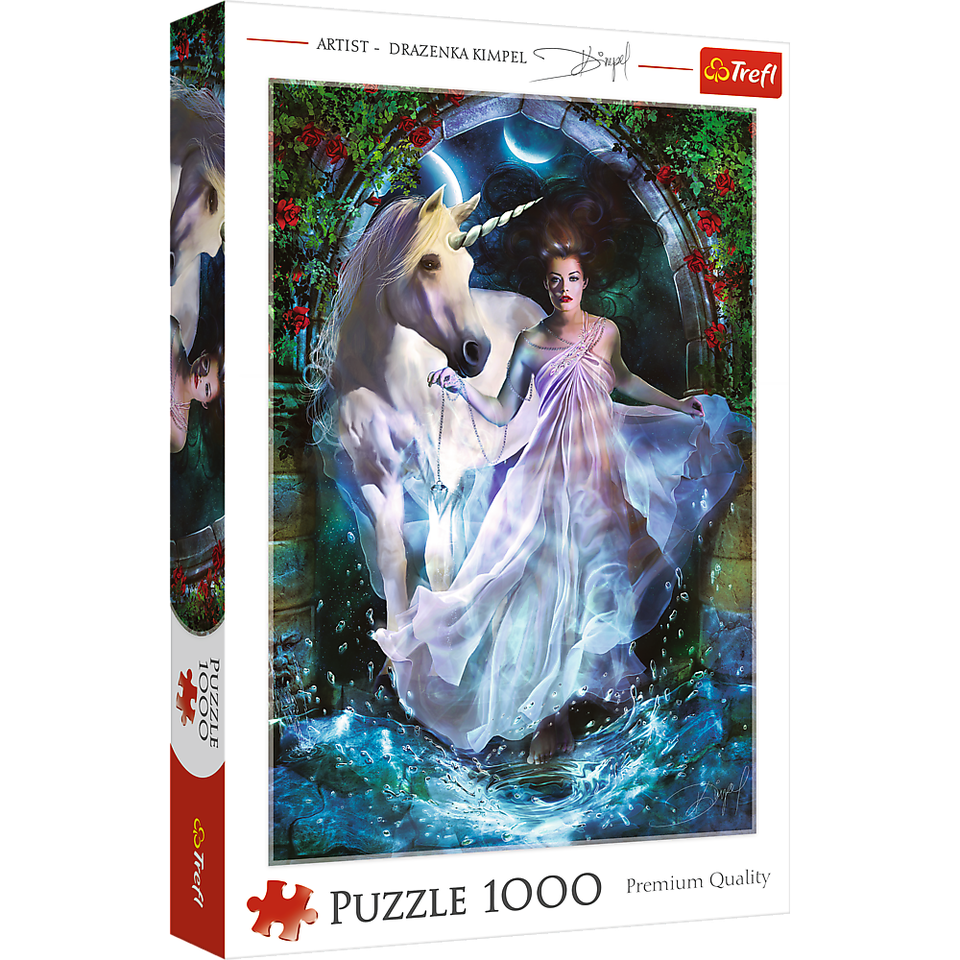 ARTIST - DRAZENKA KIMPEL
Trefl
PUZZLE 1000
Premium Quality
PUZZLE
1000
Trefl